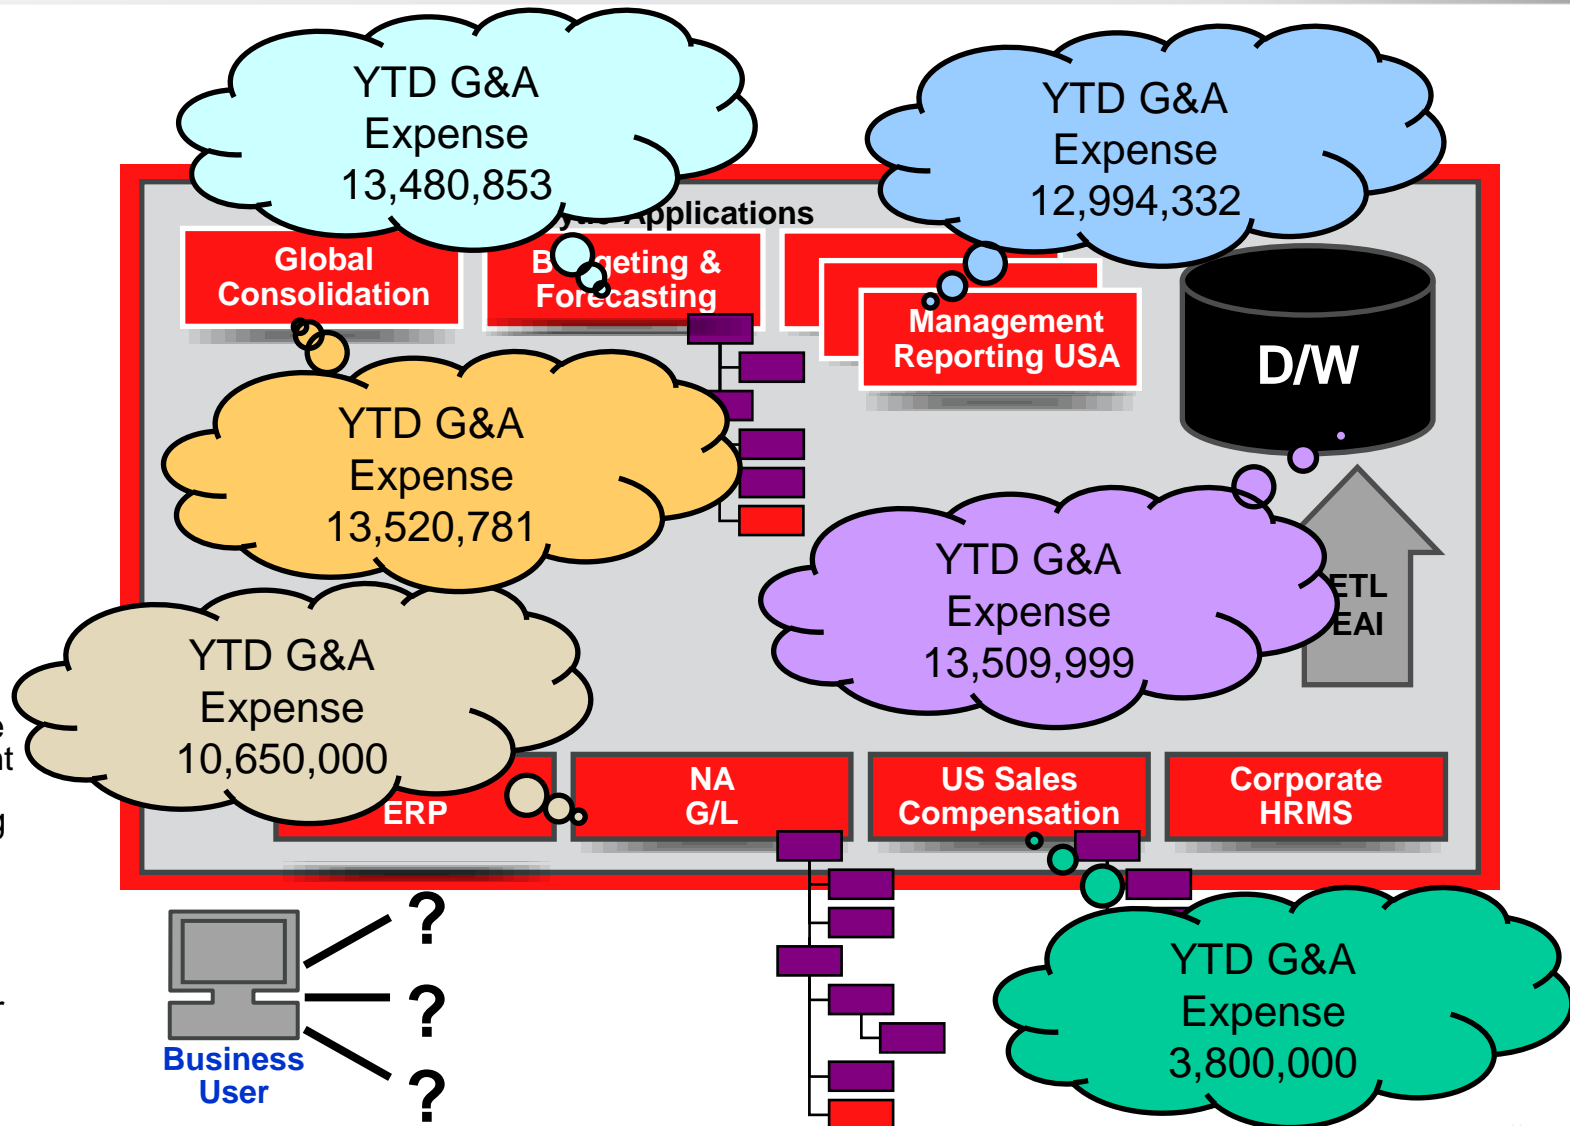 YTD G&A
Expense
13,480,853
YTD G&A
Expense
12,994,332
Applications
Global
Consolidation
Forecasting
Management
Reporting USA
D/W
YTD G&A
Expense
13,520,781
YTD G&A
Expense
13,509,999
ETL
EAI
YTD G&A
Expense
10,650,000
ERP
NA
G/L
US Sales
Compensation
Corporate
HRMS
?
?
?
Business
User
YTD G&A
Expense
3,800,000